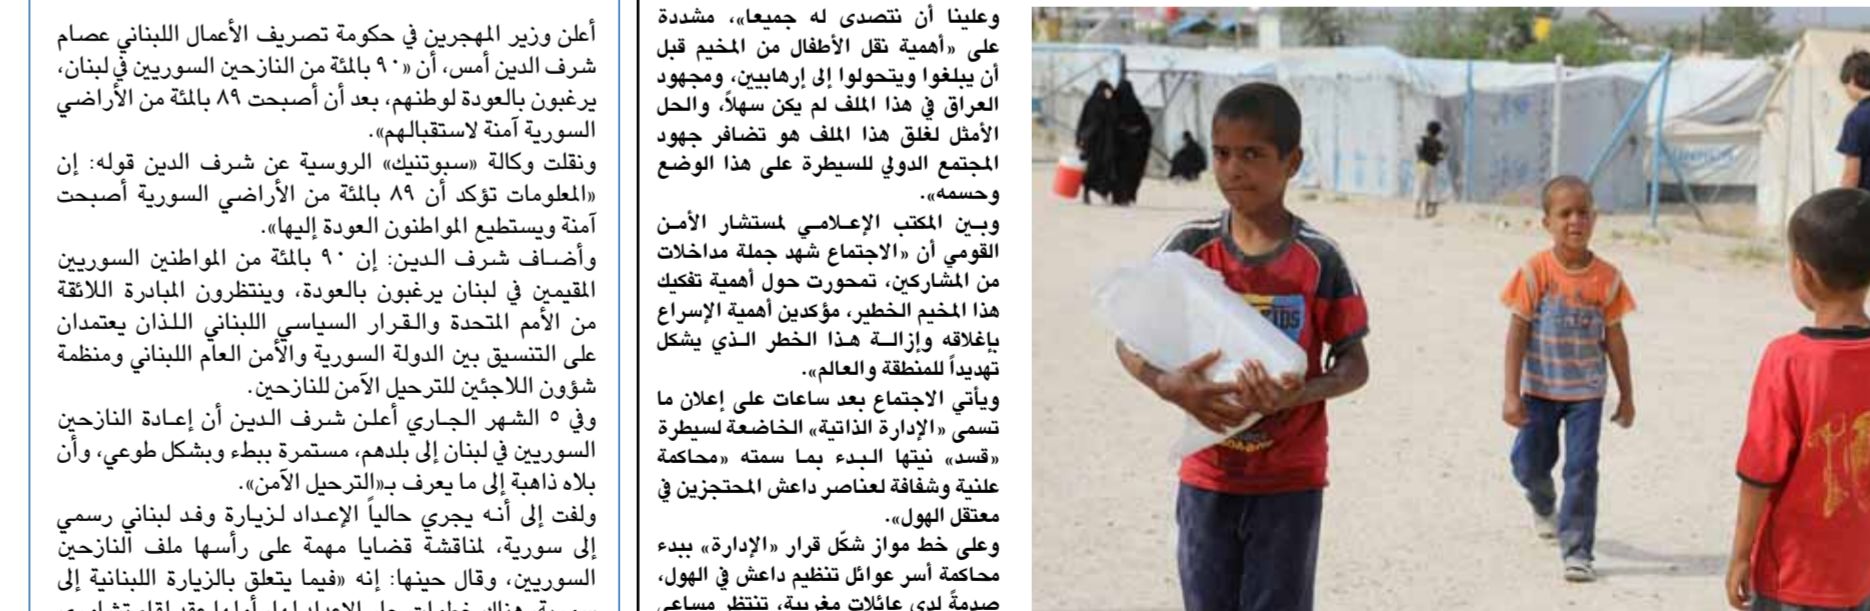 وعلينا أن نتصدى له جميعا»، مشددة
على «أهمية نقل الأطفال من المخيم قبل
أن يبلغوا ويتحولوا إلى إرهابيين، ومجهود
العراق في هذا الملف لم يكن سهلاً، والحل
الأمثل لغلق هذا الملف هو تضافر جهود
المجتمع الدولي للسيطرة على هذا الوضع
وحسمه».
وبين المكتب الإعلامي لمستشار الأمن
القومي أن «الاجتماع شهد جملة مداخلات
من المشاركين، تمحورت حول أهمية تفكيك
هذا المخيم الخطير، مؤكدين أهمية الإسراع
بإغلاقه وإزالة هذا الخطر الذي يشكل
تهديداً للمنطقة والعالم».
ويأتي الاجتماع بعد ساعات على إعلان ما
تسمى «الإدارة الذاتية» الخاضعة لسيطرة
«قسد» نيتها البدء بما سمته «محاكمة
علنية وشفافة لعناصر داعش المحتجزين في
معتقل الهول».
وعلى خط مواز شكّل قرار «الإدارة» ببدء
محاكمة أسر عوائل تنظيم داعش في الهول،
صدمةً لدى عائلات مغربية، تنتظر مساعي
أعلن وزير المهجرين في حكومة تصريف الأعمال اللبناني عصام
شرف الدين أمس، أن «٩٠ بالمئة من النازحين السوريين في لبنان،
يرغبون بالعودة لوطنهم، بعد أن أصبحت ٨٩ بالمئة من الأراضي
السورية آمنة لاستقبالهم».
ونقلت وكالة «سبوتنيك» الروسية عن شرف الدين قوله: إن
«المعلومات تؤكد أن ٨٩ بالمئة من الأراضي السورية أصبحت
آمنة ويستطيع المواطنون العودة إليها».
وأضاف شرف الدين: إن ٩٠ بالمئة من المواطنين السوريين
المقيمين في لبنان يرغبون بالعودة، وينتظرون المبادرة اللائقة
من الأمم المتحدة والقرار السياسي اللبناني اللذان يعتمدان
على التنسيق بين الدولة السورية والأمن العام اللبناني ومنظمة
شؤون اللاجئين للترحيل الآمن للنازحين.
وفي ٥ الشهر الجاري أعلن شرف الدين أن إعادة النازحين
السوريين في لبنان إلى بلدهم، مستمرة ببطء وبشكل طوعي، وأن
بلاه ذاهبة إلى ما يعرف بـ«الترحيل الآمن».
ولفت إلى أنه يجري حالياً الإعداد لزيارة وفد لبناني رسمي
إلى سورية، لمناقشة قضايا مهمة على رأسها ملف النازحين
السوريين، وقال حينها: إنه «فيما يتعلق بالزيارة اللبنانية إلى